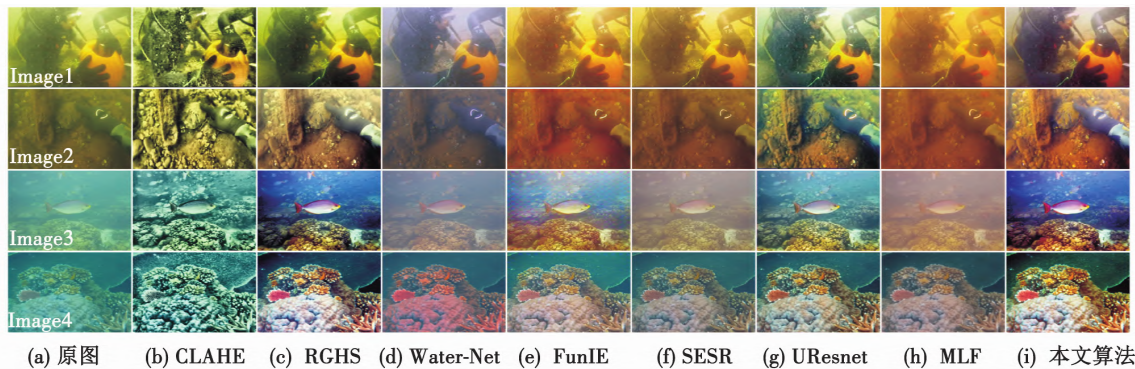 Image1
Image2
Image3
Image4
(a) 原图 (b) CLAHE (c) RGHS (d) Water-Net (e) FunIE (f) SESR (g) UResnet (h) MLF (i) 本文算法